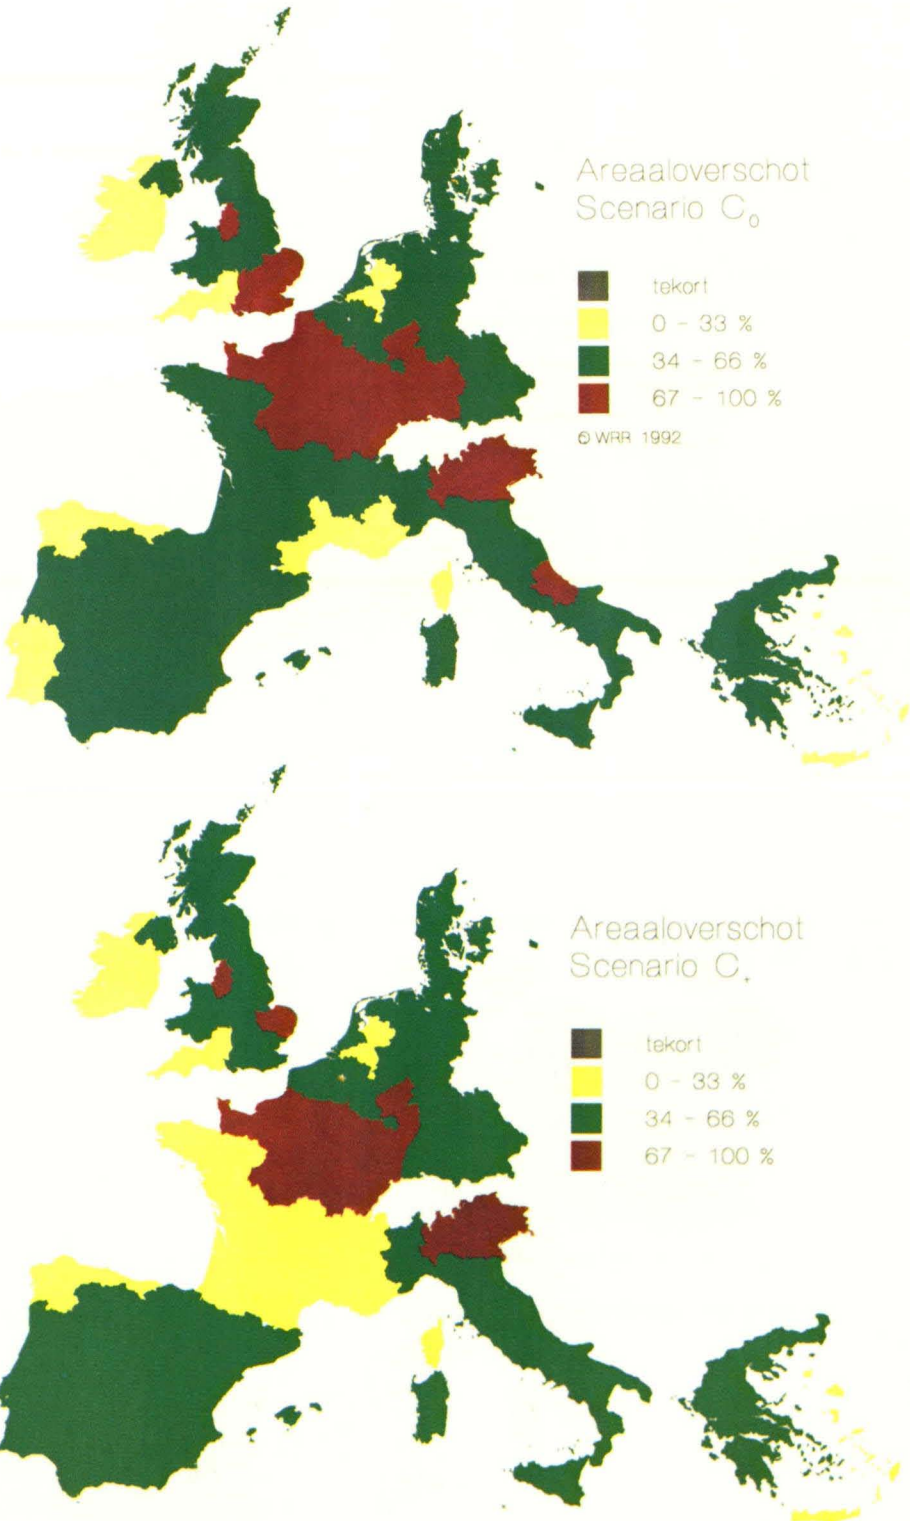 Areaaloverschot
Scenario C₀
tekort
0 - 33 %
34 - 66 %
67 - 100 %
© WRR 1992
Areaaloverschot
Scenario C₊
tekort
0 - 33 %
34 - 66 %
67 - 100 %